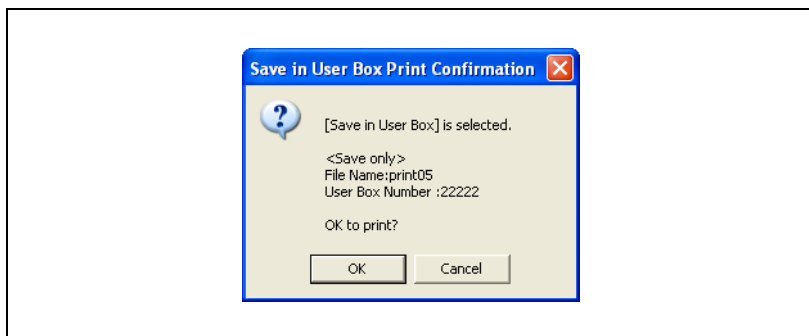 Save in User Box Print Confirmation
[Save in User Box] is selected.
<Save only>
File Name:print05
User Box Number :22222
OK to print?
OK
Cancel